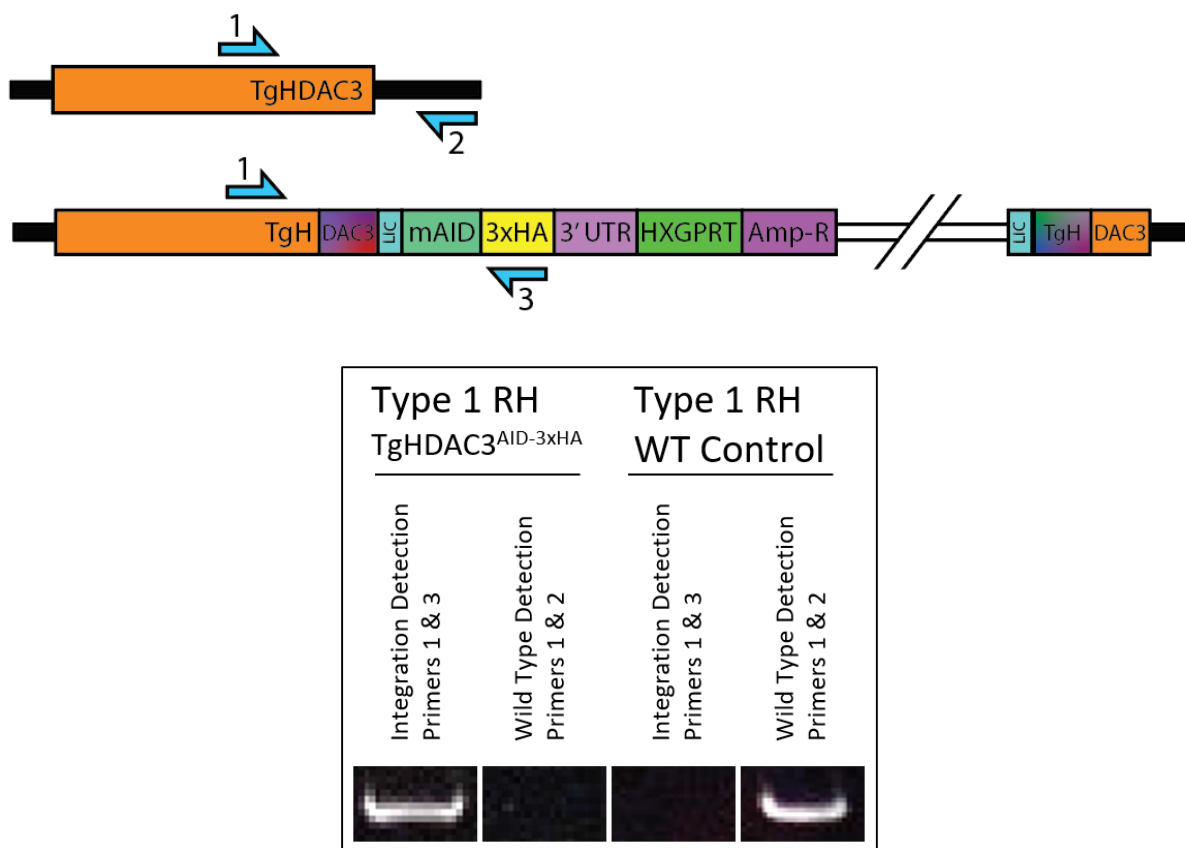 1
TgHDAC3
2
1
TgH DAC3 LIC mAID 3xHA 3' UTR HXGPRT Amp-R LIC TgH DAC3
3
Type 1 RH
TgHDAC3AID-3xHA
Type 1 RH
WT Control
Integration Detection
Primers 1 & 3
Wild Type Detection
Primers 1 & 2
Integration Detection
Primers 1 & 3
Wild Type Detection
Primers 1 & 2